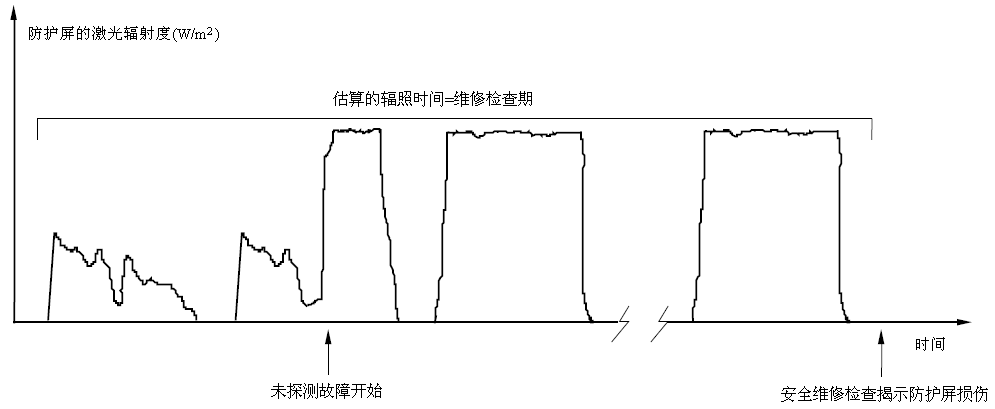 防护屏的激光辐射度(W/m²)
估算的辐照时间=维修检查期
时间
未探测故障开始
安全维修检查揭示防护屏损伤